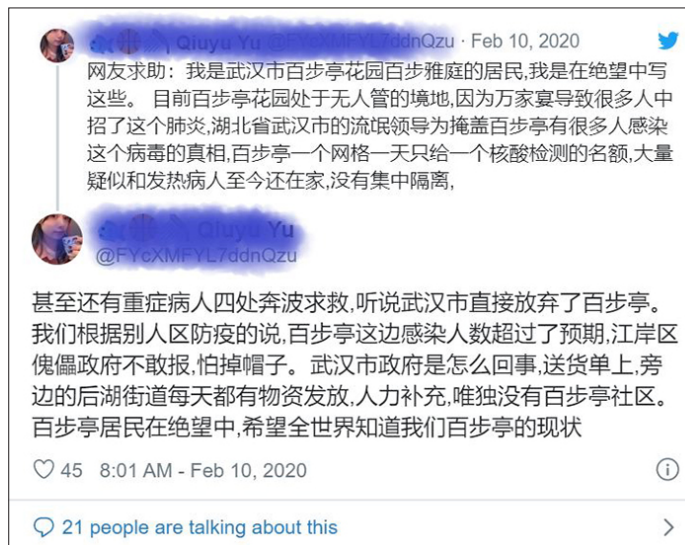 Qiuyu Yu @FYcXMFYL7ddnQzu · Feb 10, 2020
网友求助：我是武汉市百步亭花园百步雅庭的居民,我是在绝望中写
这些。 目前百步亭花园处于无人管的境地,因为万家宴导致很多人中
招了这个肺炎,湖北省武汉市的流氓领导为掩盖百步亭有很多人感染
这个病毒的真相,百步亭一个网格一天只给一个核酸检测的名额,大量
疑似和发热病人至今还在家,没有集中隔离,
Qiuyu Yu
@FYcXMFYL7ddnQzu
甚至还有重症病人四处奔波求救,听说武汉市直接放弃了百步亭。
我们根据别人区防疫的说,百步亭这边感染人数超过了预期,江岸区
傀儡政府不敢报,怕掉帽子。武汉市政府是怎么回事,送货单上,旁
边的后湖街道每天都有物资发放,人力补充,唯独没有百步亭社区。
百步亭居民在绝望中,希望全世界知道我们百步亭的现状
45 8:01 AM - Feb 10, 2020
21 people are talking about this